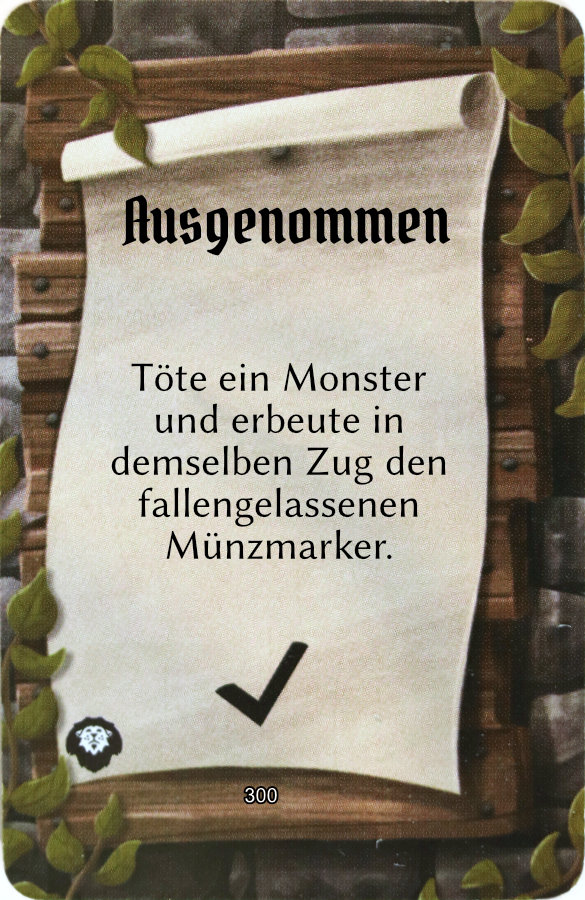 Ausgenommen
Töte ein Monster
und erbeute in
demselben Zug den
fallengelassenen
Münzmarker.
300